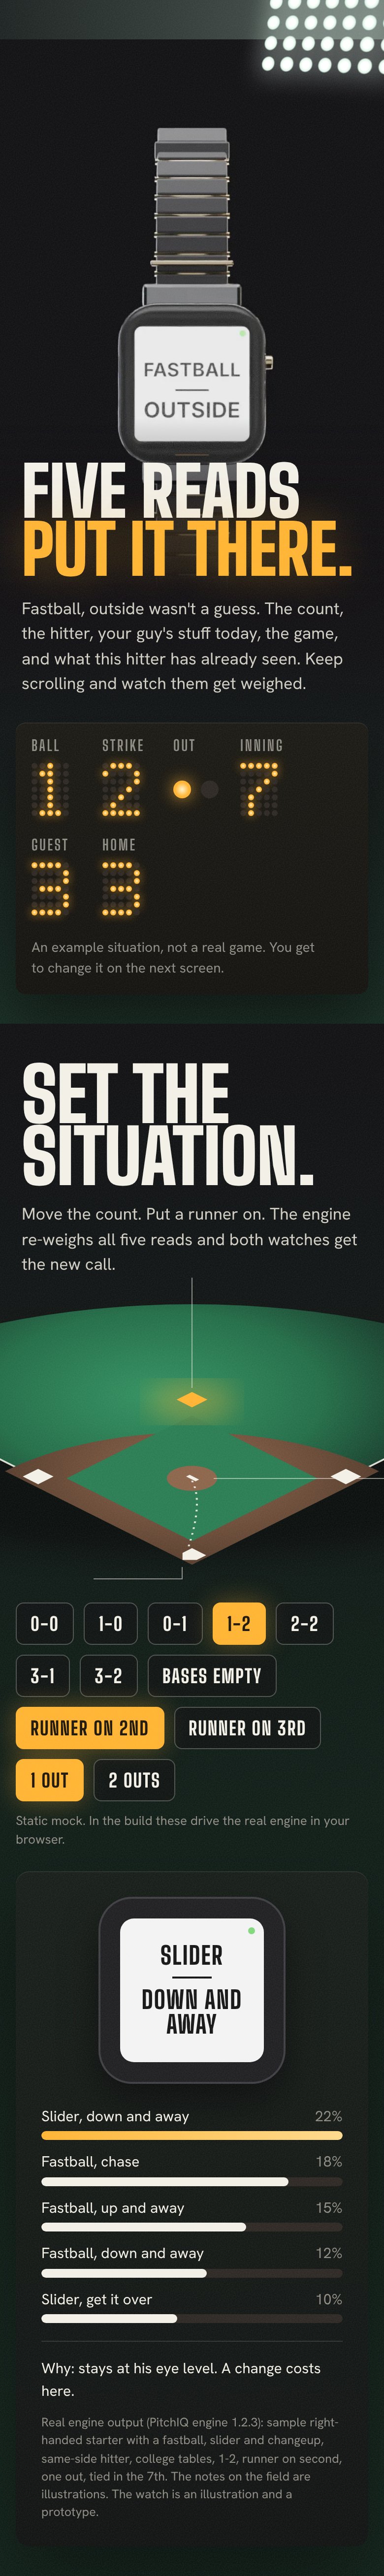 FASTBALL
OUTSIDE
FIVE READS
PUT IT THERE.
Fastball, outside wasn't a guess. The count,
the hitter, your guy's stuff today, the game,
and what this hitter has already seen. Keep
scrolling and watch them get weighed.
BALL STRIKE OUT INNING
1 2 7
GUEST HOME
3 3
An example situation, not a real game. You get
to change it on the next screen.
SET THE
SITUATION.
Move the count. Put a runner on. The engine
re-weighs all five reads and both watches get
the new call.
0-0 1-0 0-1 1-2 2-2
3-1 3-2 BASES EMPTY
RUNNER ON 2ND RUNNER ON 3RD
1 OUT 2 OUTS
Static mock. In the build these drive the real engine in your
browser.
SLIDER
DOWN AND
AWAY
Slider, down and away 22%
Fastball, chase 18%
Fastball, up and away 15%
Fastball, down and away 12%
Slider, get it over 10%
Why: stays at his eye level. A change costs
here.
Real engine output (PitchIQ engine 1.2.3): sample right-
handed starter with a fastball, slider and changeup,
same-side hitter, college tables, 1-2, runner on second,
one out, tied in the 7th. The notes on the field are
illustrations. The watch is an illustration and a
prototype.